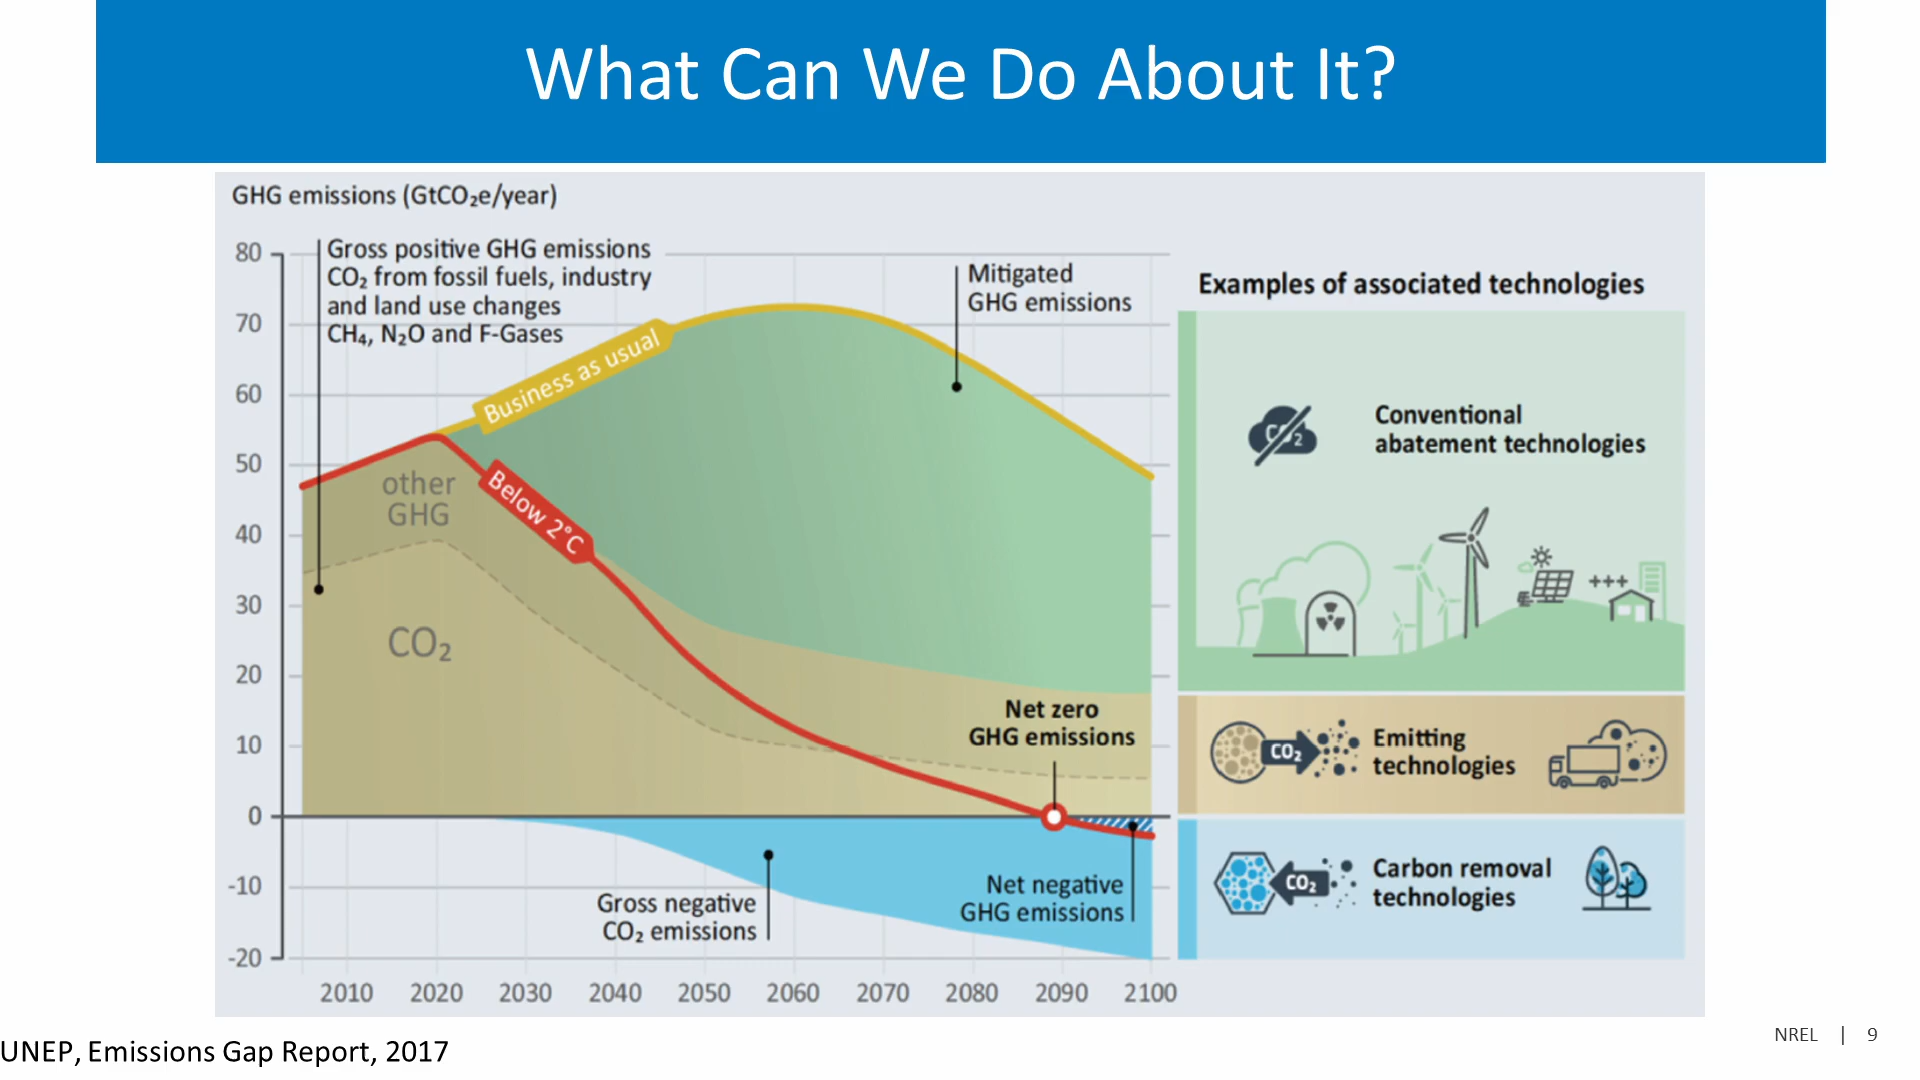 What Can We Do About It?
GHG emissions (GtCO₂e/year)
80
70
60
50
40
30
20
10
0
-10
-20
Gross positive GHG emissions
CO₂ from fossil fuels, industry
and land use changes
CH₄, N₂O and F-Gases
Business as usual
Mitigated
GHG emissions
Below 2°C
other
GHG
CO₂
Net zero
GHG emissions
Gross negative
CO₂ emissions
Net negative
GHG emissions
2010 2020 2030 2040 2050 2060 2070 2080 2090 2100
Examples of associated technologies
CO₂
Conventional
abatement technologies
+++
CO₂
Emitting
technologies
CO₂
Carbon removal
technologies
UNEP, Emissions Gap Report, 2017
NREL | 9